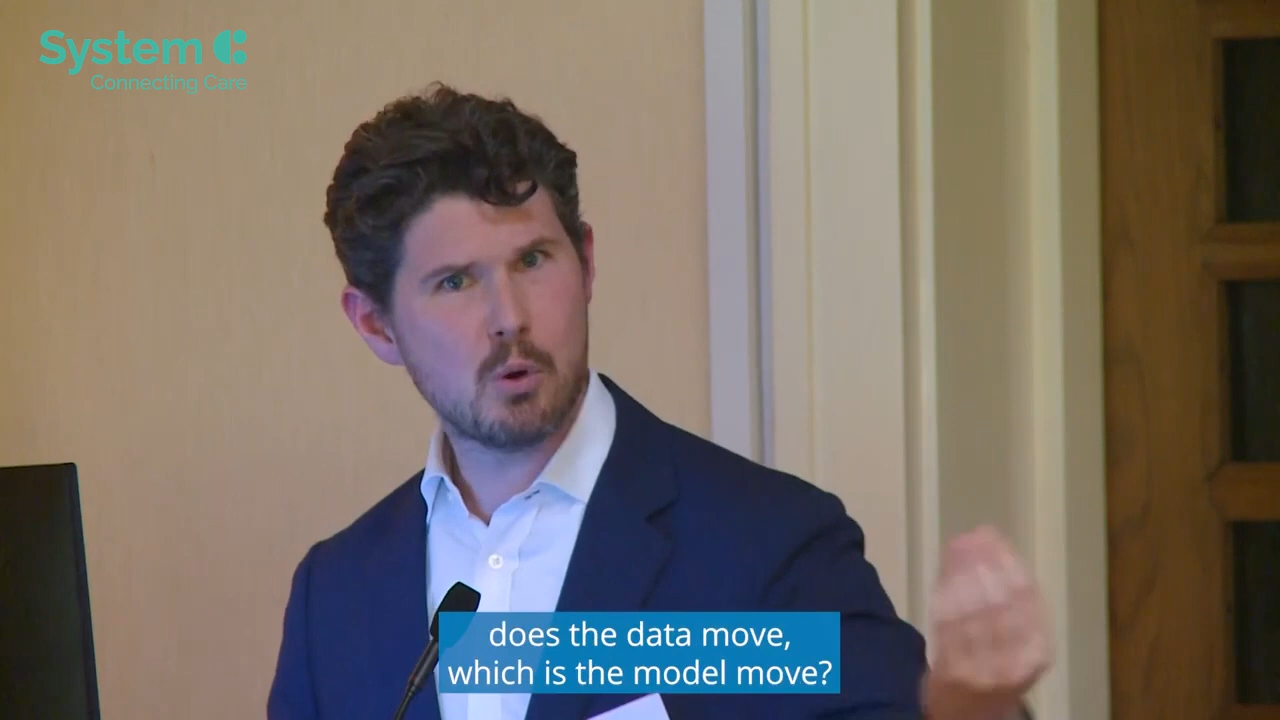 System C
Connecting Care
does the data move,
which is the model move?